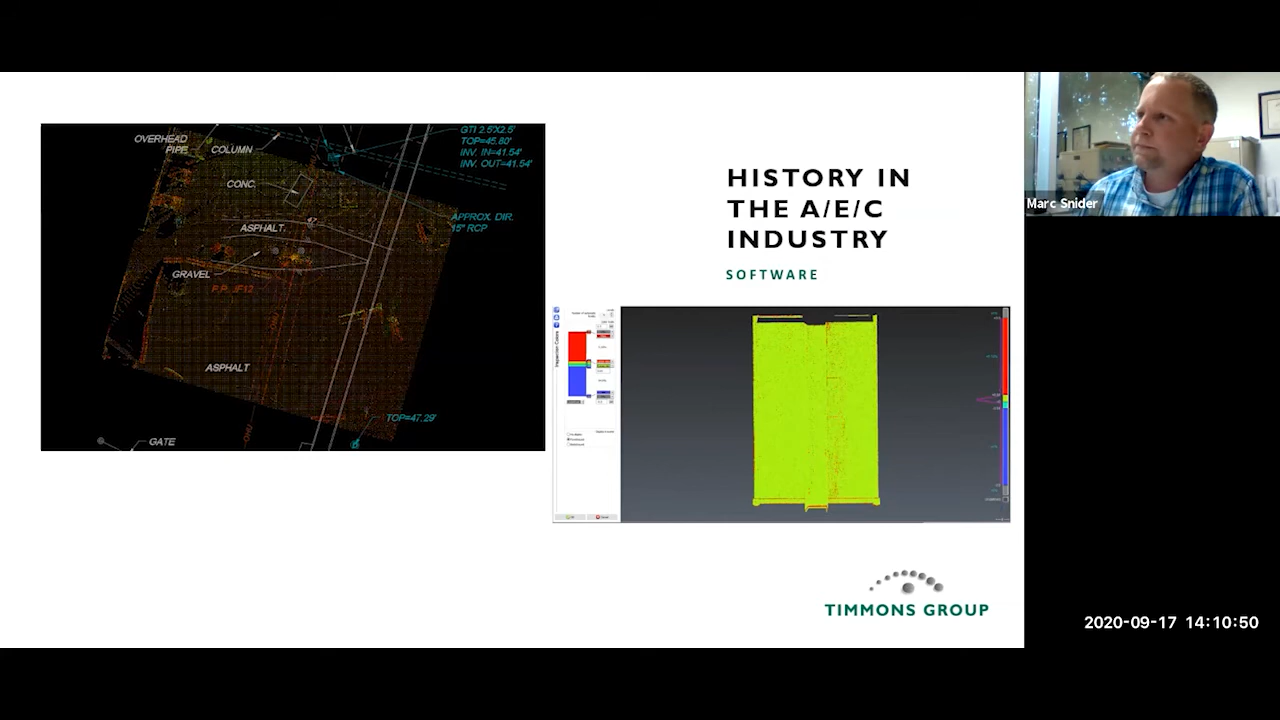 OVERHEAD
PIPE
COLUMN
CONC.
ASPHALT
GRAVEL
P.P. JF12
ASPHALT
GATE
GTI 2.5'X2.5'
TOP=45.80'
INV. IN=41.54'
INV. OUT=41.54'
APPROX. DIR.
15" RCP
TOP=47.29'
HISTORY IN
THE A/E/C
INDUSTRY
SOFTWARE
TIMMONS GROUP
Marc Snider
2020-09-17 14:10:50